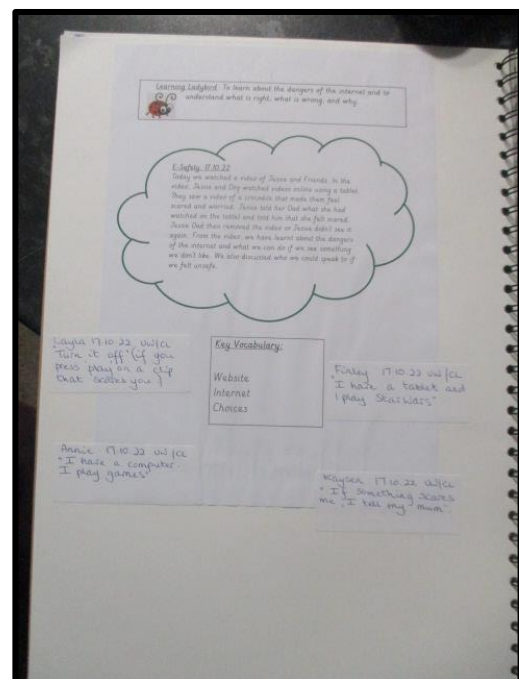 Learning Ladybird: To learn about the dangers of the internet and to
understand what is right, what is wrong, and why.
E-Safety 17.10.22
Today we watched a video of Jessie and Friends. In the
video, Jessie and Dog watched videos online using a tablet.
They saw a video of a crocodile that made them feel
scared and worried. Jessie told her Dad what she had
watched on the tablet and told him that she felt scared.
Jessie Dad then removed the video so Jessie didn't see it
again. From the video, we have learnt about the dangers
of the internet and what we can do if we see something
we don't like. We also discussed who we could speak to if
we felt unsafe.
Layla 17.10.22 UW/CL
"Turn it off" (if you
press play on a clip
that scares you)
Key Vocabulary:
Website
Internet
Choices
Finley 17.10.22 UW/CL
"I have a tablet and
I play StarWars"
Annie 17.10.22 UW/CL
"I have a computer.
I play games"
Kaysen 17.10.22 UW/CL
"If something scares
me, I tell my mum"